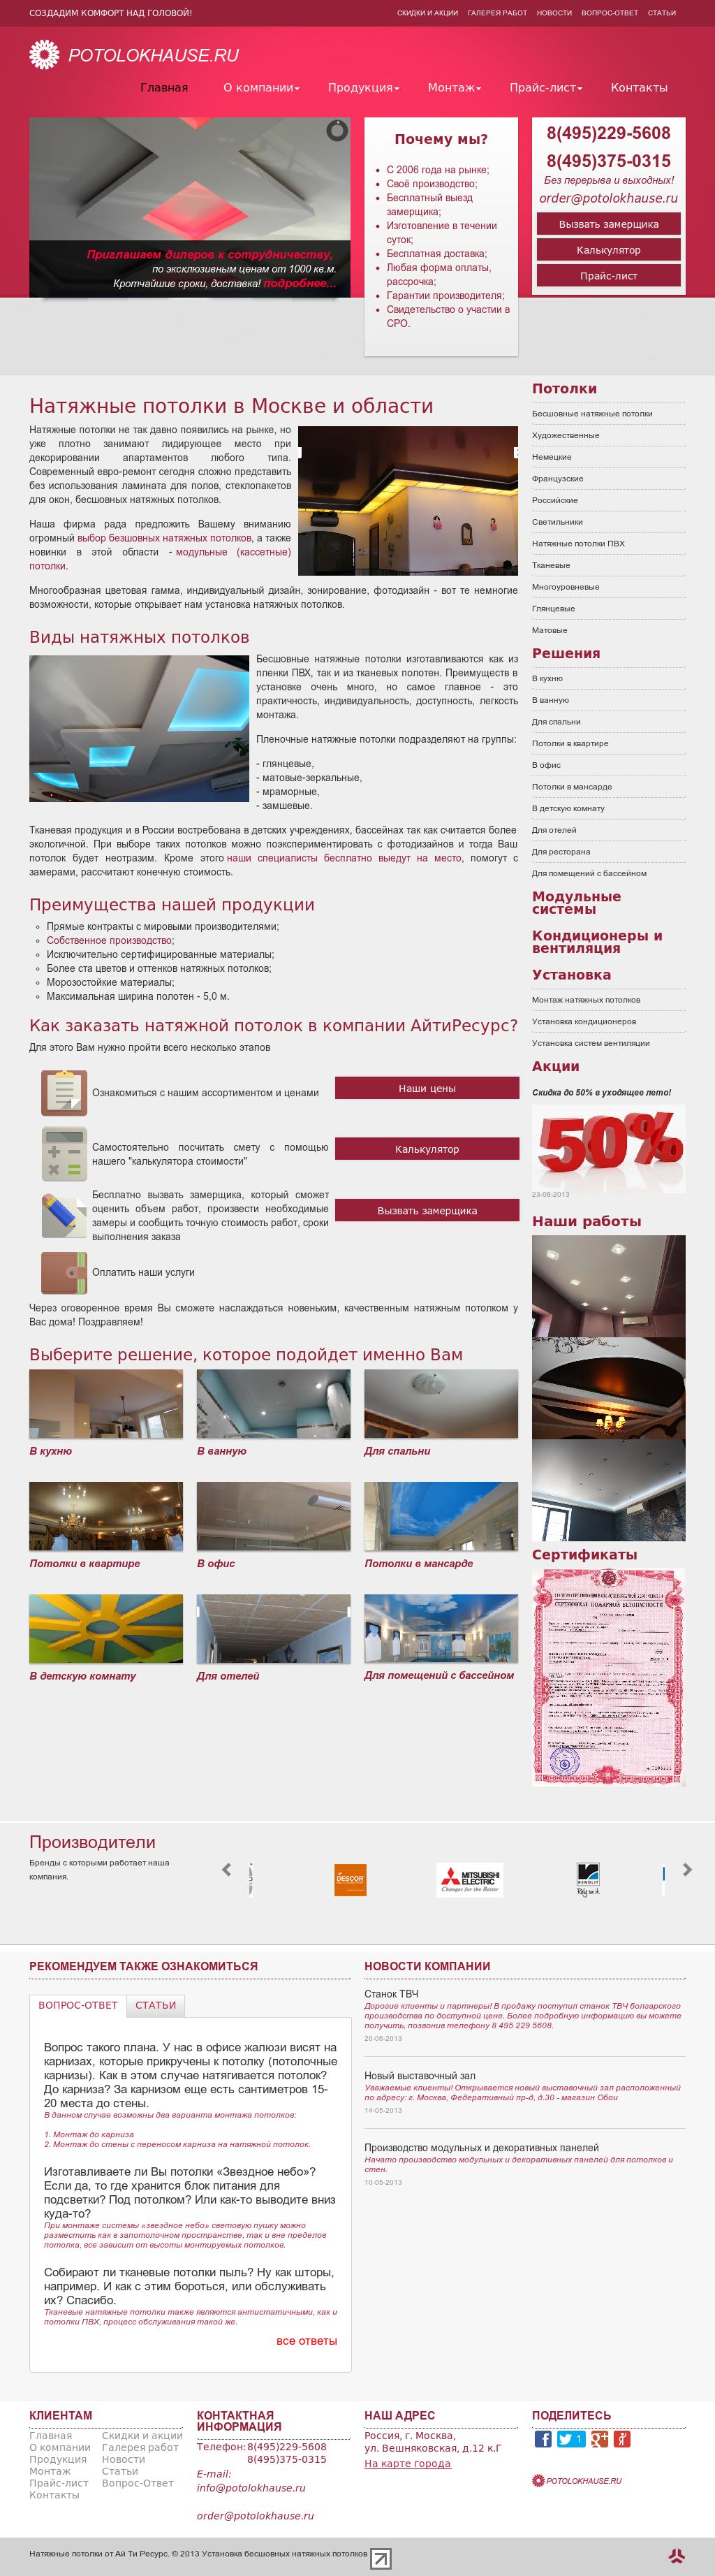 СОЗДАДИМ КОМФОРТ НАД ГОЛОВОЙ!
СКИДКИ И АКЦИИ ГАЛЕРЕЯ РАБОТ НОВОСТИ ВОПРОС-ОТВЕТ СТАТЬИ
POTOLOKHAUSE.RU
Главная О компании Продукция Монтаж Прайс-лист Контакты
Приглашаем дилеров к сотрудничеству,
по эксклюзивным ценам от 1000 кв.м.
Кротчайшие сроки, доставка! подробнее...
Почему мы?
С 2006 года на рынке;
Своё производство;
Бесплатный выезд
замерщика;
Изготовление в течении
суток;
Бесплатная доставка;
Любая форма оплаты,
рассрочка;
Гарантии производителя;
Свидетельство о участии в
СРО.
8(495)229-5608
8(495)375-0315
Без перерыва и выходных!
order@potolokhause.ru
Вызвать замерщика
Калькулятор
Прайс-лист
Натяжные потолки в Москве и области
Натяжные потолки не так давно появились на рынке, но
уже плотно занимают лидирующее место при
декорировании апартаментов любого типа.
Современный евро-ремонт сегодня сложно представить
без использования ламината для полов, стеклопакетов
для окон, бесшовных натяжных потолков.
Наша фирма рада предложить Вашему вниманию
огромный выбор безшовных натяжных потолков, а также
новинки в этой области - модульные (кассетные)
потолки.
Многообразная цветовая гамма, индивидуальный дизайн, зонирование, фотодизайн - вот те немногие
возможности, которые открывает нам установка натяжных потолков.
Виды натяжных потолков
Бесшовные натяжные потолки изготавливаются как из
пленки ПВХ, так и из тканевых полотен. Преимуществ в
установке очень много, но самое главное - это
практичность, индивидуальность, доступность, легкость
монтажа.
Пленочные натяжные потолки подразделяют на группы:
- глянцевые,
- матовые-зеркальные,
- мраморные,
- замшевые.
Тканевая продукция и в России востребована в детских учреждениях, бассейнах так как считается более
экологичной. При выборе таких потолков можно поэкспериментировать с фотодизайнов и тогда Ваш
потолок будет неотразим. Кроме этого наши специалисты бесплатно выедут на место, помогут с
замерами, рассчитают конечную стоимость.
Преимущества нашей продукции
Прямые контракты с мировыми производителями;
Собственное производство;
Исключительно сертифицированные материалы;
Более ста цветов и оттенков натяжных потолков;
Морозостойкие материалы;
Максимальная ширина полотен - 5,0 м.
Как заказать натяжной потолок в компании АйтиРесурс?
Для этого Вам нужно пройти всего несколько этапов
Ознакомиться с нашим ассортиментом и ценами
Наши цены
Самостоятельно посчитать смету с помощью
нашего "калькулятора стоимости"
Калькулятор
Бесплатно вызвать замерщика, который сможет
оценить объем работ, произвести необходимые
замеры и сообщить точную стоимость работ, сроки
выполнения заказа
Вызвать замерщика
Оплатить наши услуги
Через оговоренное время Вы сможете наслаждаться новеньким, качественным натяжным потолком у
Вас дома! Поздравляем!
Выберите решение, которое подойдет именно Вам
В кухню В ванную Для спальни
Потолки в квартире В офис Потолки в мансарде
В детскую комнату Для отелей Для помещений с бассейном
Потолки
Бесшовные натяжные потолки
Художественные
Немецкие
Французские
Российские
Светильники
Натяжные потолки ПВХ
Тканевые
Многоуровневые
Глянцевые
Матовые
Решения
В кухню
В ванную
Для спальни
Потолки в квартире
В офис
Потолки в мансарде
В детскую комнату
Для отелей
Для ресторана
Для помещений с бассейном
Модульные
системы
Кондиционеры и
вентиляция
Установка
Монтаж натяжных потолков
Установка кондиционеров
Установка систем вентиляции
Акции
Скидка до 50% в уходящее лето!
50%
23-08-2013
Наши работы
Сертификаты
СЕРТИФИКАТ ПОЖАРНОЙ БЕЗОПАСНОСТИ
Производители
Бренды с которыми работает наша
компания.
DESCOR
MITSUBISHI
ELECTRIC
Changes for the Better
RENOLIT
Rely on it.
РЕКОМЕНДУЕМ ТАКЖЕ ОЗНАКОМИТЬСЯ
ВОПРОС-ОТВЕТ СТАТЬИ
Вопрос такого плана. У нас в офисе жалюзи висят на
карнизах, которые прикручены к потолку (потолочные
карнизы). Как в этом случае натягивается потолок?
До карниза? За карнизом еще есть сантиметров 15-
20 места до стены.
В данном случае возможны два варианта монтажа потолков:
1. Монтаж до карниза
2. Монтаж до стены с переносом карниза на натяжной потолок.
Изготавливаете ли Вы потолки «Звездное небо»?
Если да, то где хранится блок питания для
подсветки? Под потолком? Или как-то выводите вниз
куда-то?
При монтаже системы «звездное небо» световую пушку можно
разместить как в запотолочном пространстве, так и вне пределов
потолка, все зависит от высоты монтируемых потолков.
Собирают ли тканевые потолки пыль? Ну как шторы,
например. И как с этим бороться, или обслуживать
их? Спасибо.
Тканевые натяжные потолки также являются антистатичными, как и
потолки ПВХ, процесс обслуживания такой же.
все ответы
НОВОСТИ КОМПАНИИ
Станок ТВЧ
Дорогие клиенты и партнеры! В продажу поступил станок ТВЧ болгарского
производства по доступной цене. Более подробную информацию вы можете
получить, позвонив телефону 8 495 229 5608.
20-06-2013
Новый выставочный зал
Уважаемые клиенты! Открывается новый выставочный зал расположенный
по адресу: г. Москва, Федеративный пр-д, д.30 - магазин Обои
14-05-2013
Производство модульных и декоративных панелей
Начато производство модульных и декоративных панелей для потолков и
стен.
10-05-2013
КЛИЕНТАМ
Главная Скидки и акции
О компании Галерея работ
Продукция Новости
Монтаж Статьи
Прайс-лист Вопрос-Ответ
Контакты
КОНТАКТНАЯ
ИНФОРМАЦИЯ
Телефон: 8(495)229-5608
8(495)375-0315
E-mail:
info@potolokhause.ru
order@potolokhause.ru
НАШ АДРЕС
Россия, г. Москва,
ул. Вешняковская, д.12 к.Г
На карте города
ПОДЕЛИТЕСЬ
1
POTOLOKHAUSE.RU
Натяжные потолки от Ай Ти Ресурс. © 2013 Установка бесшовных натяжных потолков